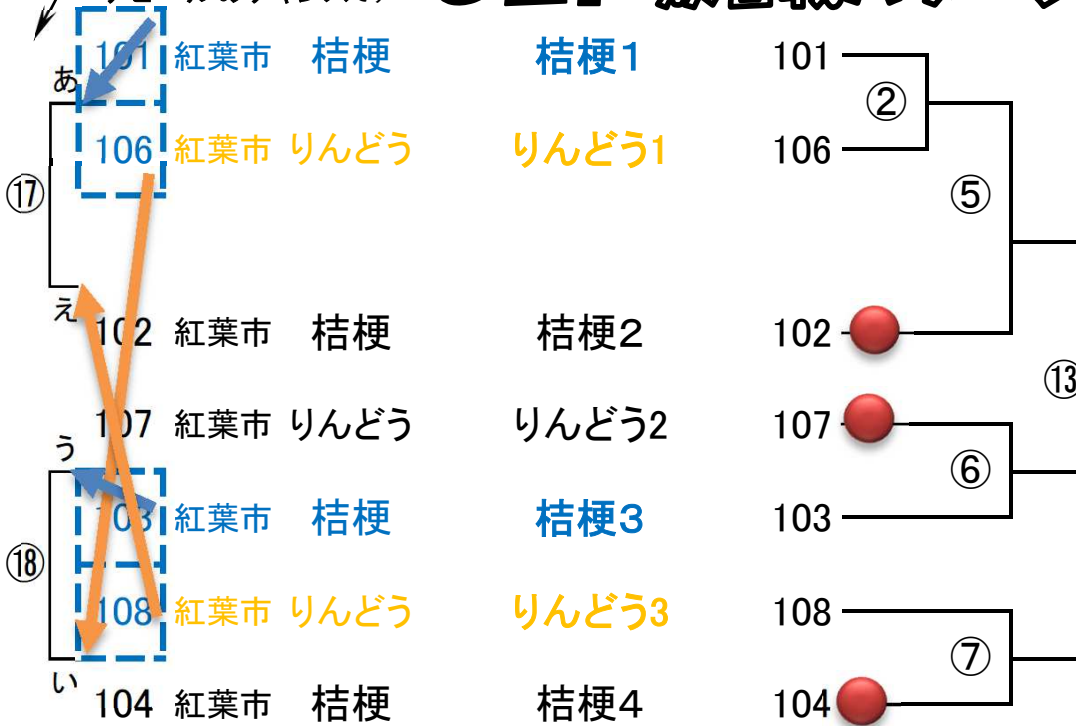 101 紅葉市 桔梗 桔梗1 101
あ
②
106 紅葉市 りんどう りんどう1 106
⑰
⑤
え
102 紅葉市 桔梗 桔梗2 102
⑬
107 紅葉市 りんどう りんどう2 107
う
⑥
103 紅葉市 桔梗 桔梗3 103
⑱
108 紅葉市 りんどう りんどう3 108
⑦
い
104 紅葉市 桔梗 桔梗4 104